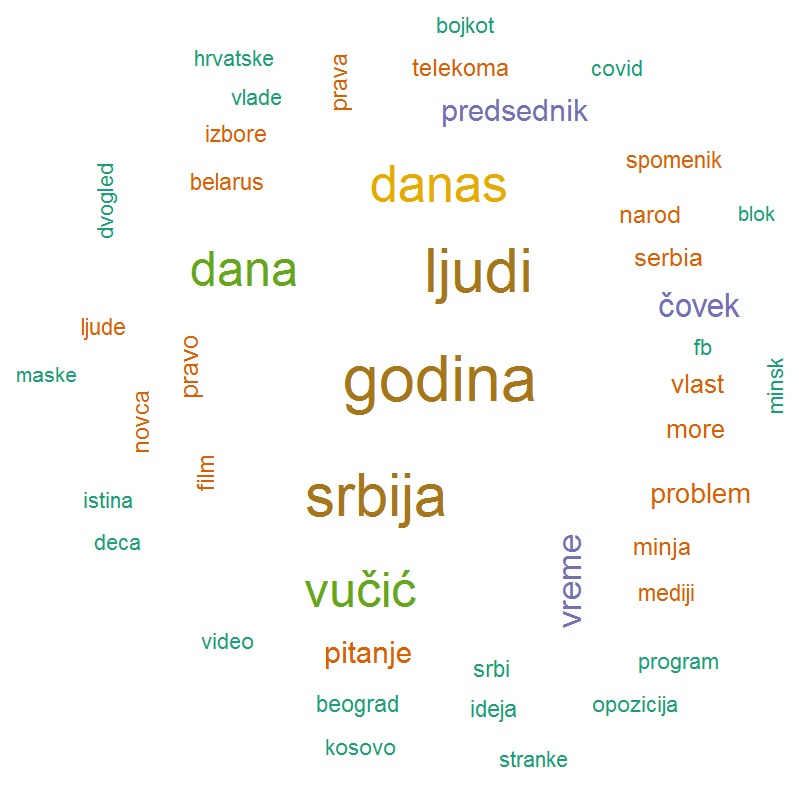 bojkot
hrvatske
prava
telekoma
covid
vlade
predsednik
izbore
spomenik
belarus
danas
dvogled
narod
blok
dana
ljudi
serbia
čovek
ljude
fb
pravo
maske
godina
vlast
minsk
novca
more
film
istina
srbija
problem
deca
vreme
minja
vučić
mediji
video
pitanje
srbi
program
beograd
ideja
opozicija
kosovo
stranke